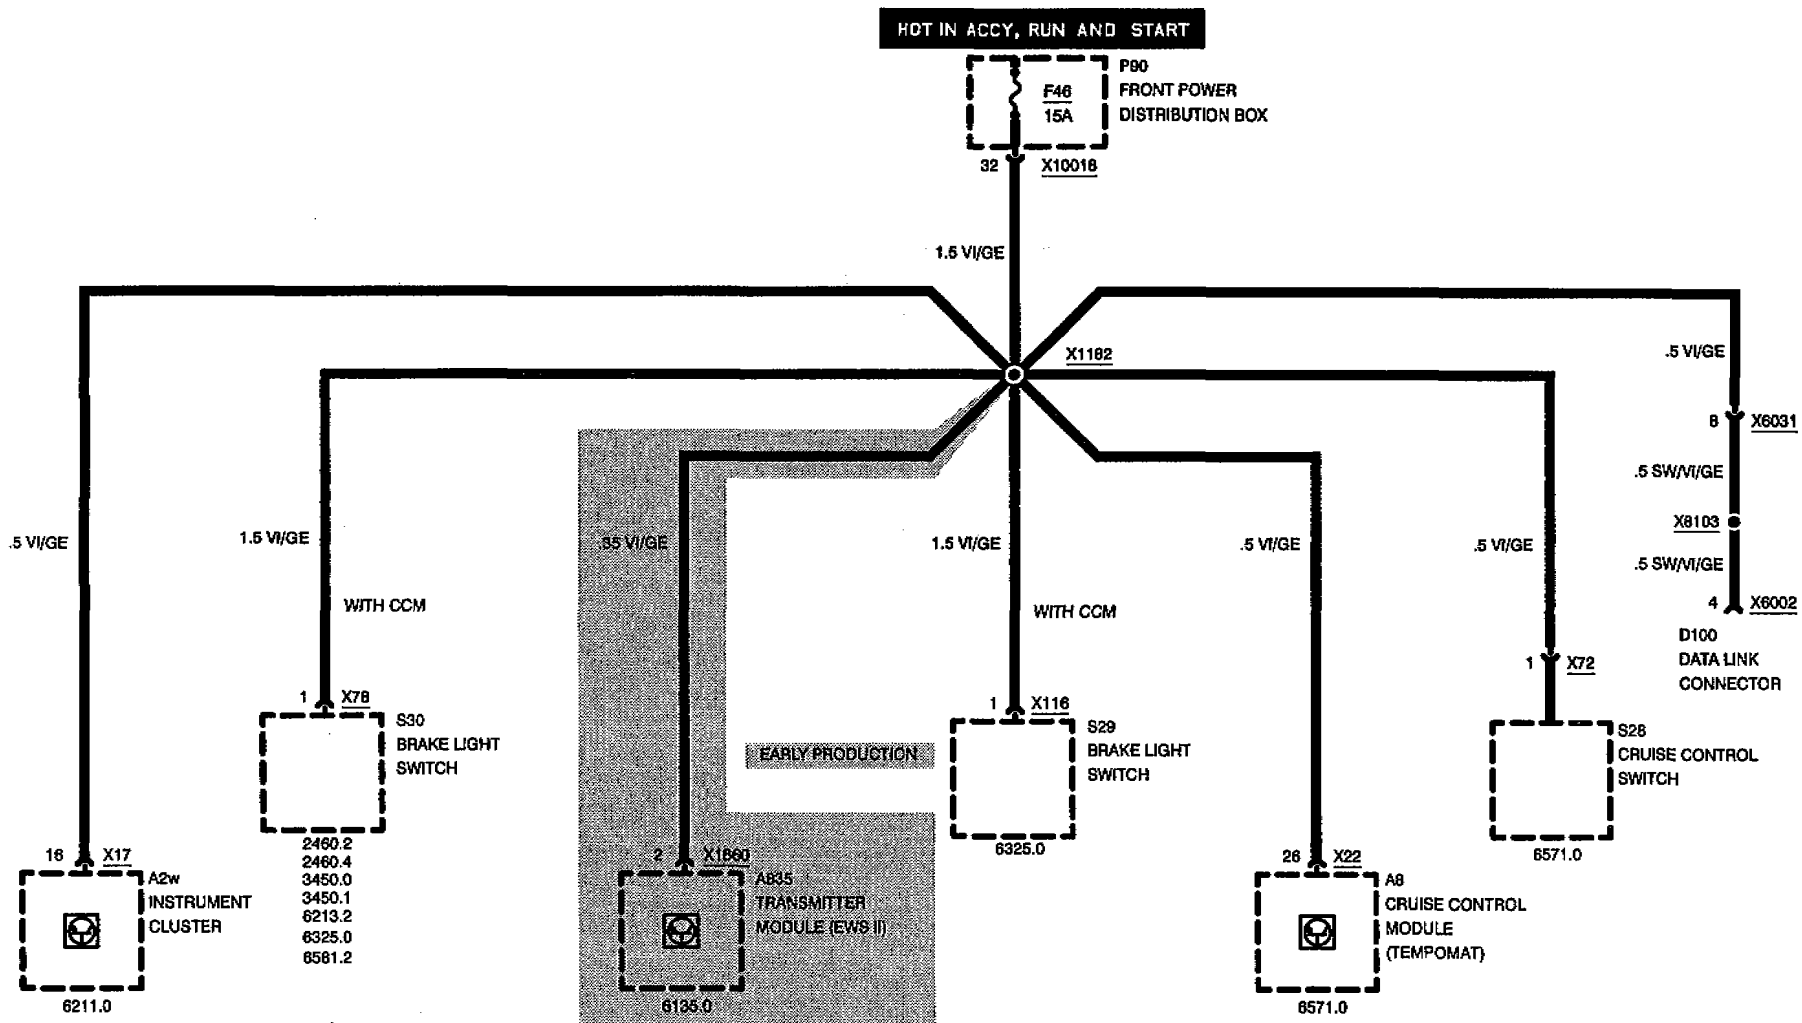 HOT IN ACCY, RUN AND START
P90
FRONT POWER
DISTRIBUTION BOX
F46
15A
32 X10018
1.5 VI/GE
X1182
.5 VI/GE
8 X6031
.5 SW/VI/GE
X8103
.5 SW/VI/GE
4 X6002
D100
DATA LINK
CONNECTOR
.5 VI/GE
1.5 VI/GE
.35 VI/GE
1.5 VI/GE
.5 VI/GE
.5 VI/GE
WITH CCM
WITH CCM
1 X72
S28
CRUISE CONTROL
SWITCH
6571.0
1 X78
S30
BRAKE LIGHT
SWITCH
2460.2
2460.4
3450.0
3450.1
6213.2
6325.0
6581.2
EARLY PRODUCTION
1 X116
S29
BRAKE LIGHT
SWITCH
6325.0
16 X17
A2w
INSTRUMENT
CLUSTER
6211.0
2 X1860
A835
TRANSMITTER
MODULE (EWS II)
6135.0
26 X22
A8
CRUISE CONTROL
MODULE
(TEMPOMAT)
6571.0